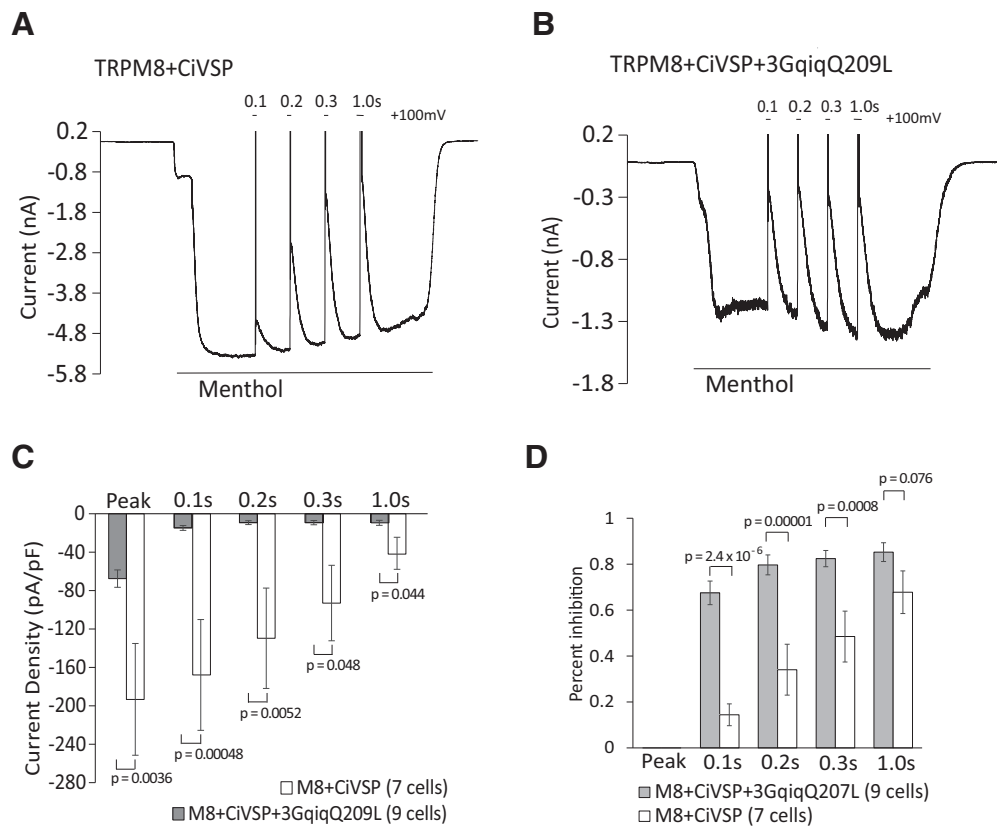 A
TRPM8+CiVSP
0.1 0.2 0.3 1.0s
+100mV
0.2
-0.8
-1.8
-2.8
-3.8
-4.8
-5.8
Current (nA)
Menthol
B
TRPM8+CiVSP+3GqiqQ209L
0.1 0.2 0.3 1.0s
+100mV
0.2
-0.3
-0.8
-1.3
-1.8
Current (nA)
Menthol
C
Peak 0.1s 0.2s 0.3s 1.0s
0
-40
-80
-120
-160
-200
-240
-280
Current Density (pA/pF)
p = 0.044
p = 0.048
p = 0.0052
p = 0.00048
p = 0.0036
M8+CiVSP (7 cells)
M8+CiVSP+3GqiqQ209L (9 cells)
D
p = 0.076
p = 0.0008
p = 0.00001
p = 2.4 x 10-6
1
0.8
0.6
0.4
0.2
0
Percent inhibition
Peak 0.1s 0.2s 0.3s 1.0s
M8+CiVSP+3GqiqQ207L (9 cells)
M8+CiVSP (7 cells)